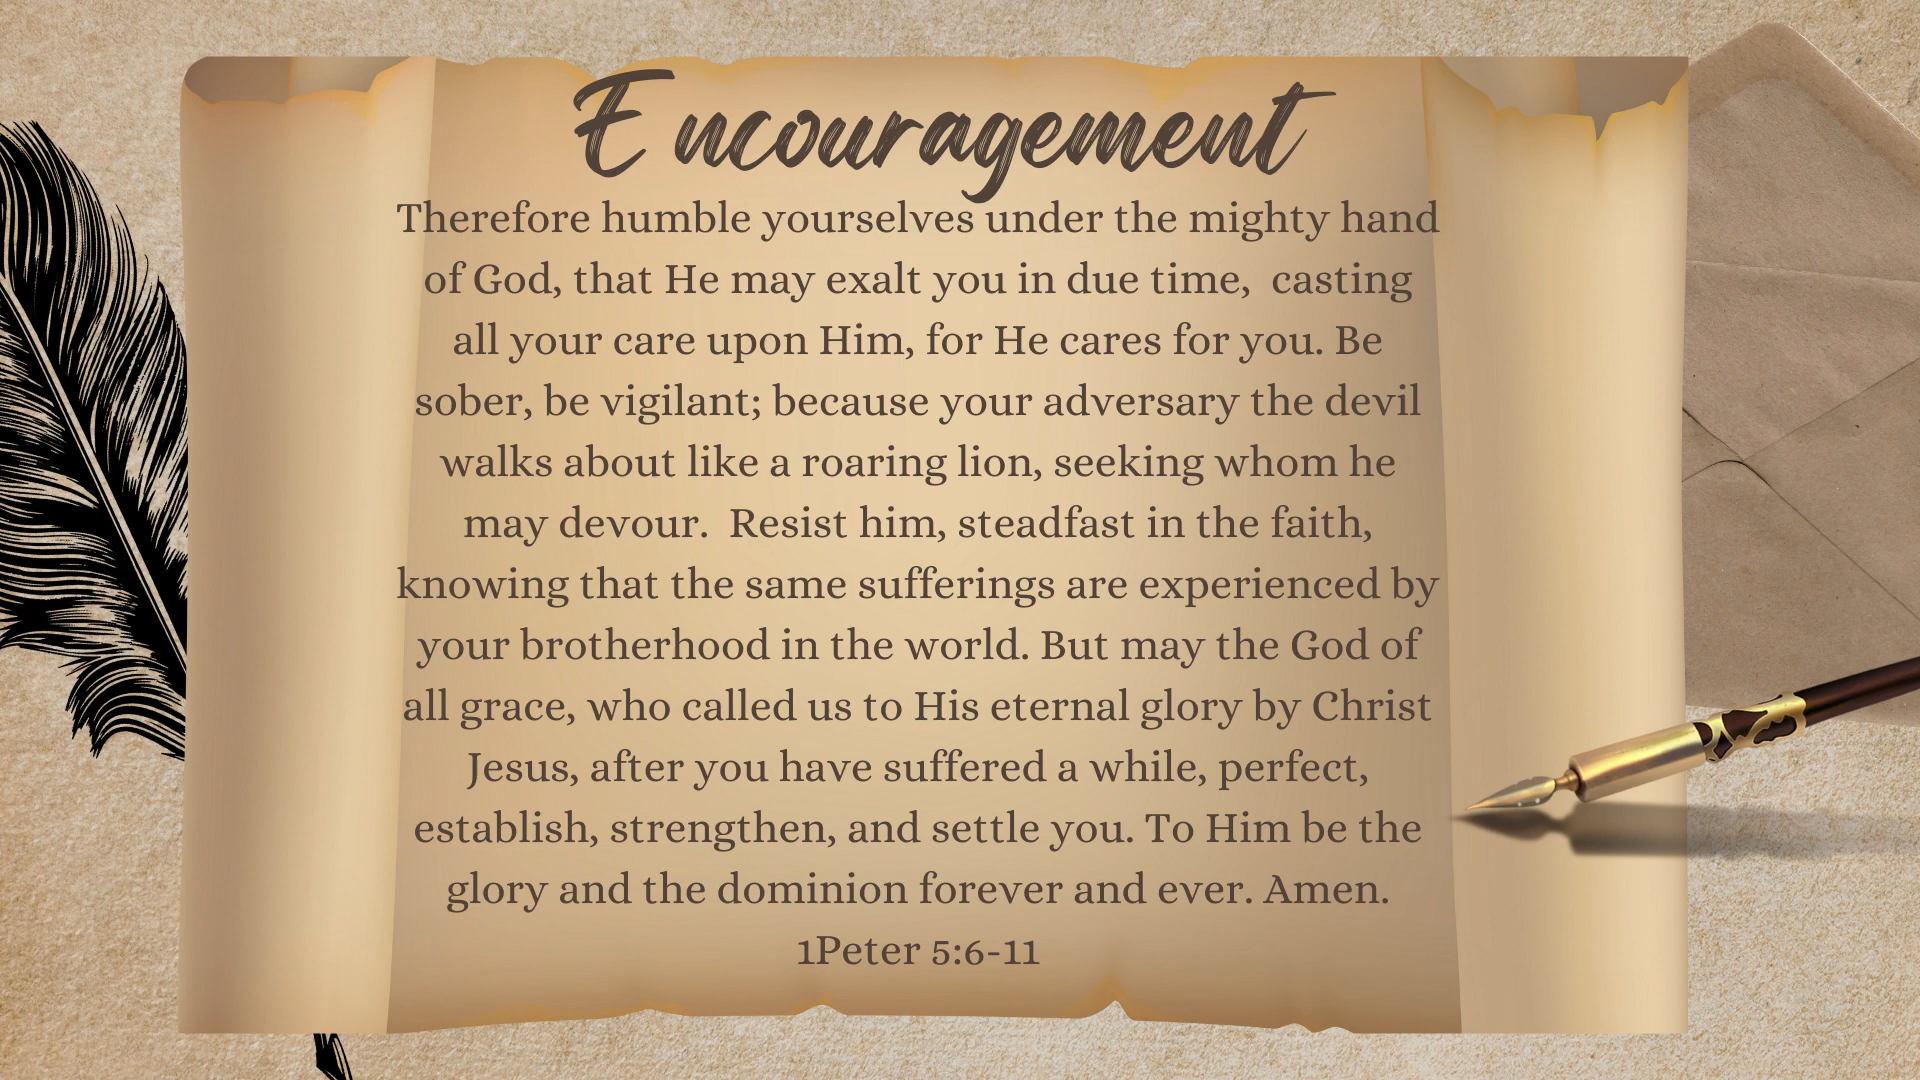 Encouragement
Therefore humble yourselves under the mighty hand
of God, that He may exalt you in due time,  casting
all your care upon Him, for He cares for you. Be
sober, be vigilant; because your adversary the devil
walks about like a roaring lion, seeking whom he
may devour.  Resist him, steadfast in the faith,
knowing that the same sufferings are experienced by
your brotherhood in the world. But may the God of
all grace, who called us to His eternal glory by Christ
Jesus, after you have suffered a while, perfect,
establish, strengthen, and settle you. To Him be the
glory and the dominion forever and ever. Amen.
1Peter 5:6-11